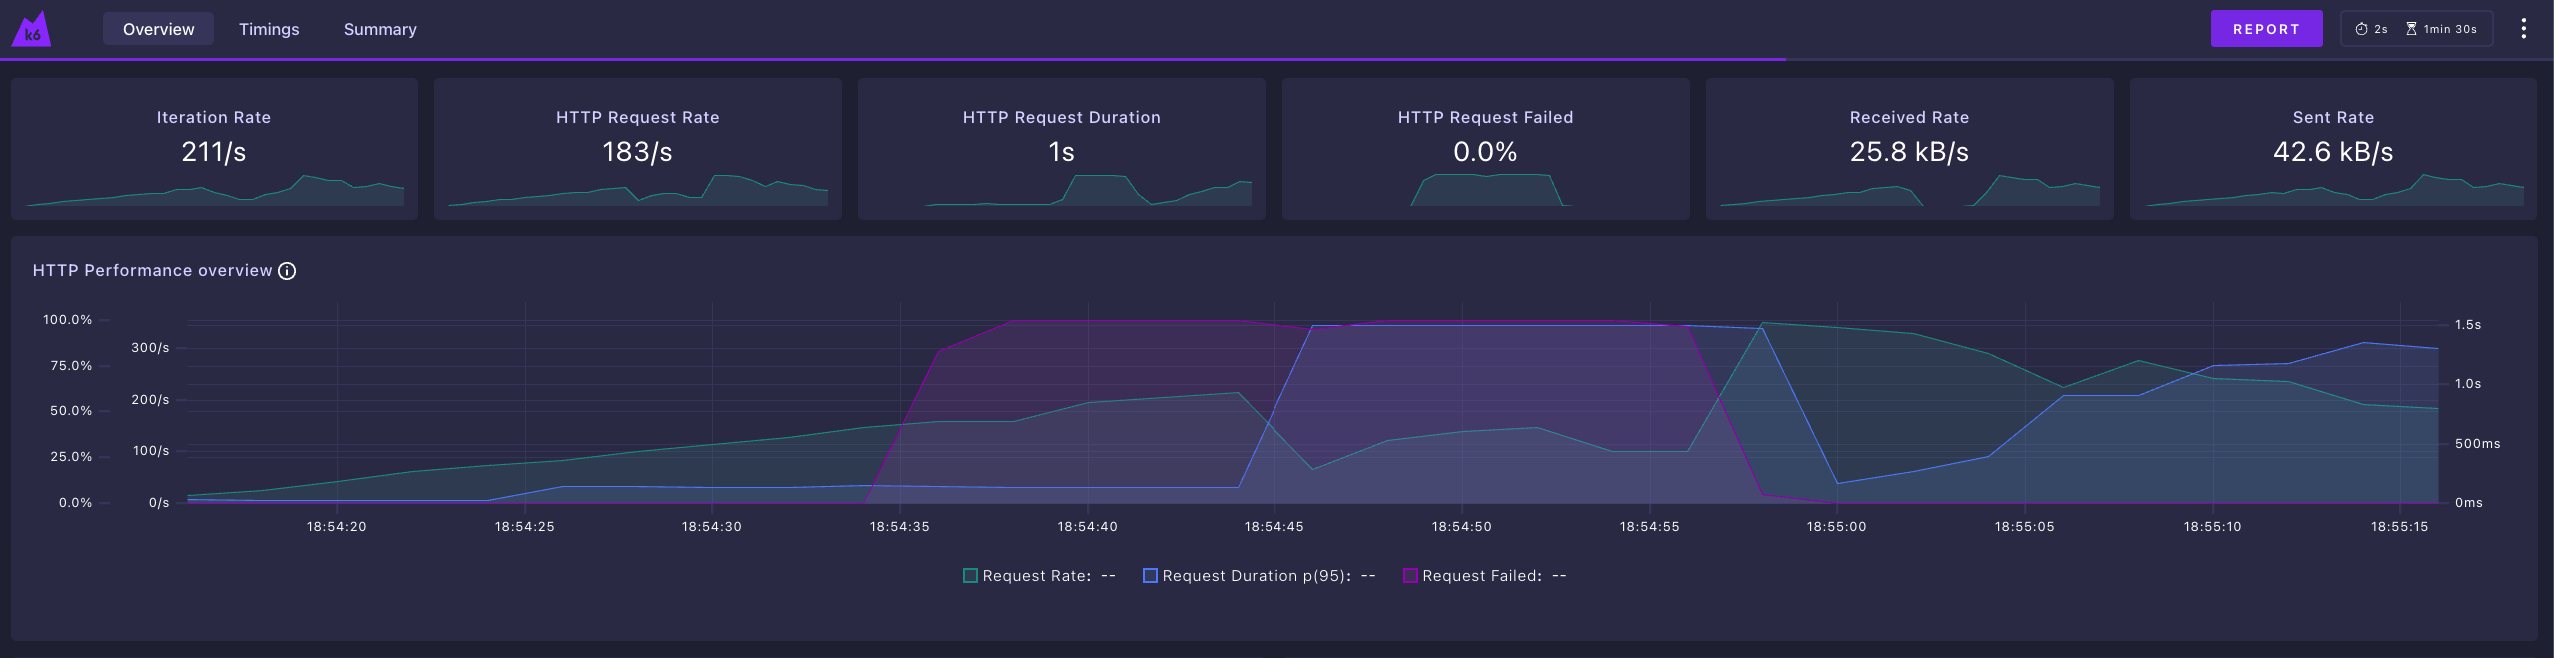 k6 Overview Timings Summary REPORT 2s 1min 30s
Iteration Rate
211/s
HTTP Request Rate
183/s
HTTP Request Duration
1s
HTTP Request Failed
0.0%
Received Rate
25.8 kB/s
Sent Rate
42.6 kB/s
HTTP Performance overview
100.0%
75.0%
50.0%
25.0%
0.0%
300/s
200/s
100/s
0/s
1.5s
1.0s
500ms
0ms
18:54:20 18:54:25 18:54:30 18:54:35 18:54:40 18:54:45 18:54:50 18:54:55 18:55:00 18:55:05 18:55:10 18:55:15
Request Rate: -- Request Duration p(95): -- Request Failed: --